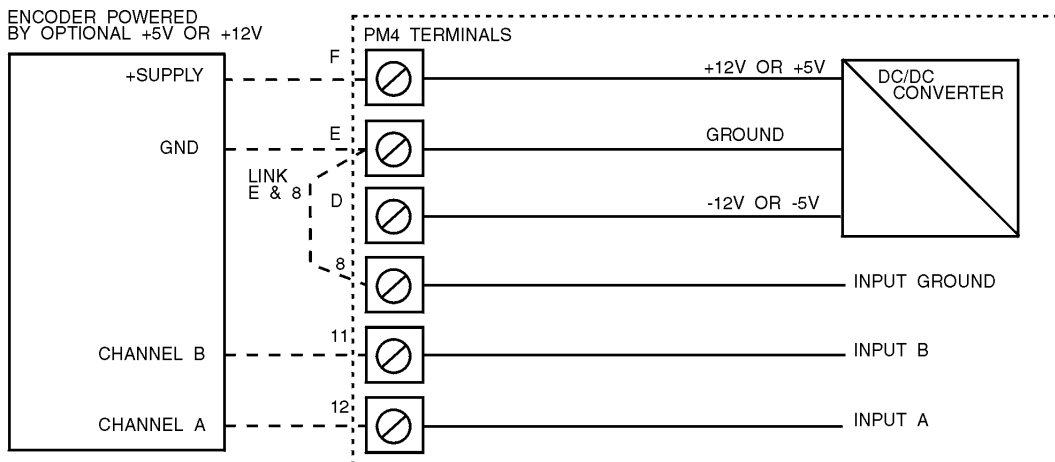 ENCODER POWERED
BY OPTIONAL +5V OR +12V
PM4 TERMINALS
+SUPPLY
F
+12V OR +5V
DC/DC
CONVERTER
GND
E
GROUND
LINK
E & 8
D
-12V OR -5V
8
INPUT GROUND
CHANNEL B
11
INPUT B
CHANNEL A
12
INPUT A